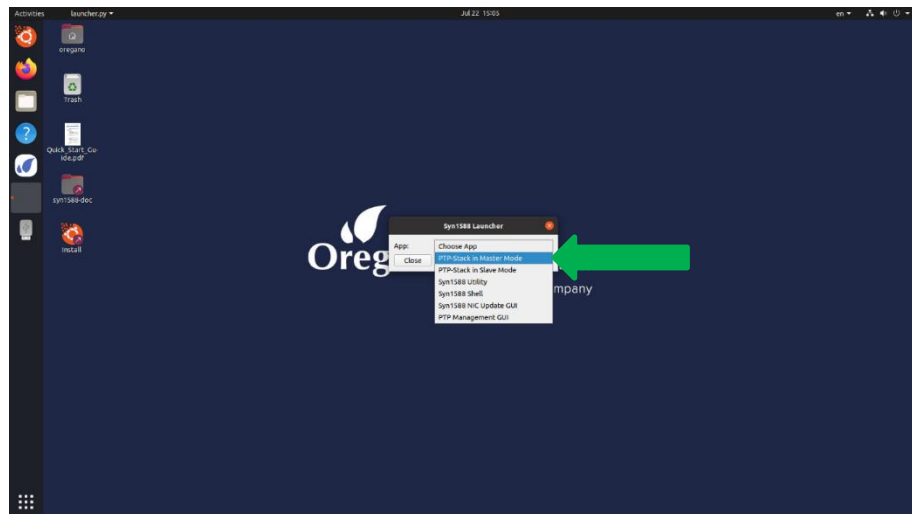 Activities
launcher.py
Jul 22 15:05
en
oregano
Trash
Quick_Start_Gu-
ide.pdf
syn1588-doc
Install
Oreg
mpany
Syn1588 Launcher
App:
Choose App
Close
PTP-Stack in Master Mode
PTP-Stack in Slave Mode
Syn1588 Utility
Syn1588 Shell
Syn1588 NIC Update GUI
PTP Management GUI